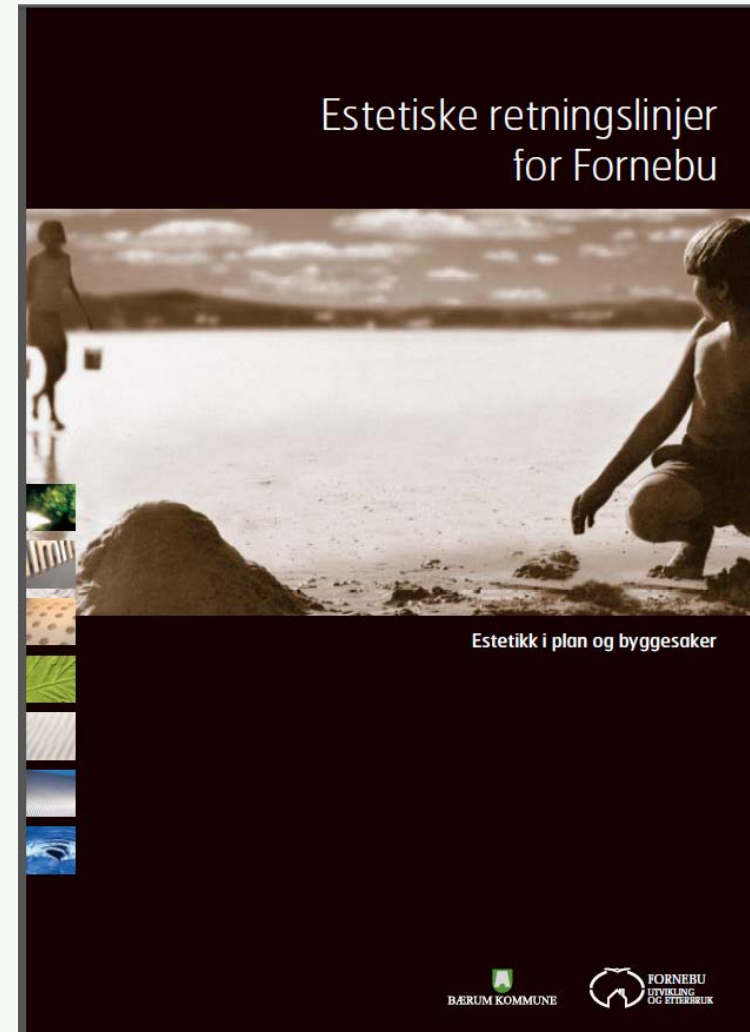 Estetiske retningslinjer
for Fornebu
Estetikk i plan og byggesaker
BÆRUM KOMMUNE
FORNEBU
UTVIKLING
OG ETTERBRUK